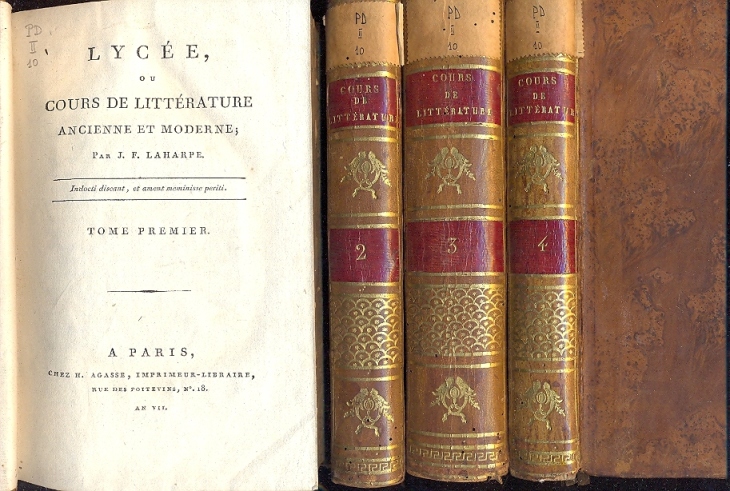 PD
II
10
LYCÉE,
OU
COURS DE LITTÉRATURE
ANCIENNE ET MODERNE;
PAR J. F. LAHARPE.
Indocti discant, et ament meminisse periti.
TOME PREMIER.
A PARIS,
CHEZ H. AGASSE, IMPRIMEUR-LIBRAIRE,
RUE DES POITEVINS, N°. 18.
AN VII.
PD
II
10
COURS
DE
LITTÉRATUR
2
PD
II
10
COURS
DE
LITTÉRATURE
3
PD
II
10
COURS
DE
LITTÉRATUR
4